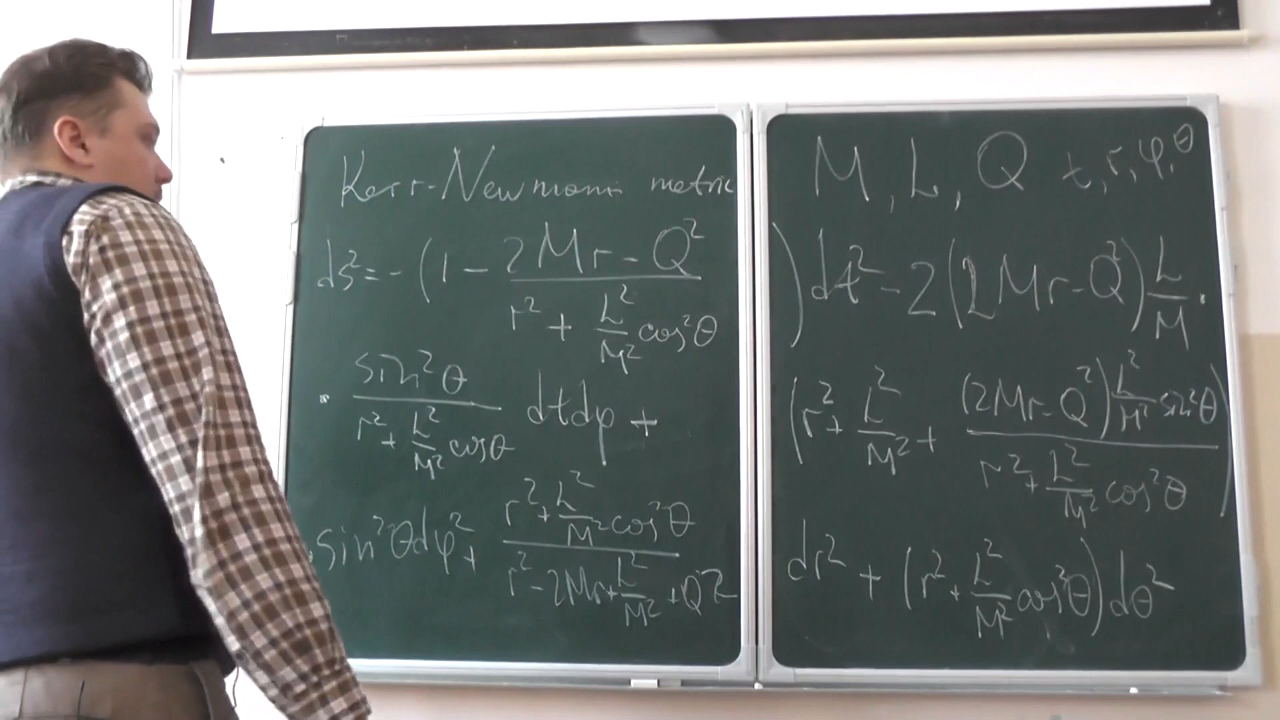 Kerr-Newmann metric M, L, Q t, r, φ, θ
ds² = -(1 - (2Mr - Q²)/(r² + L²/M² cos²θ)) dt² - 2(2Mr - Q²) L/M ·
· sin²θ/(r² + L²/M² cosθ) dtdφ + (r² + L²/M² + (2Mr - Q²) L²/M² sin²θ/(r² + L²/M² cos²θ))
· sin²θdφ² + (r² + L²/M² cos²θ)/(r² - 2Mr + L²/M² + Q²) dr² + (r² + L²/M² cos²θ) dθ²